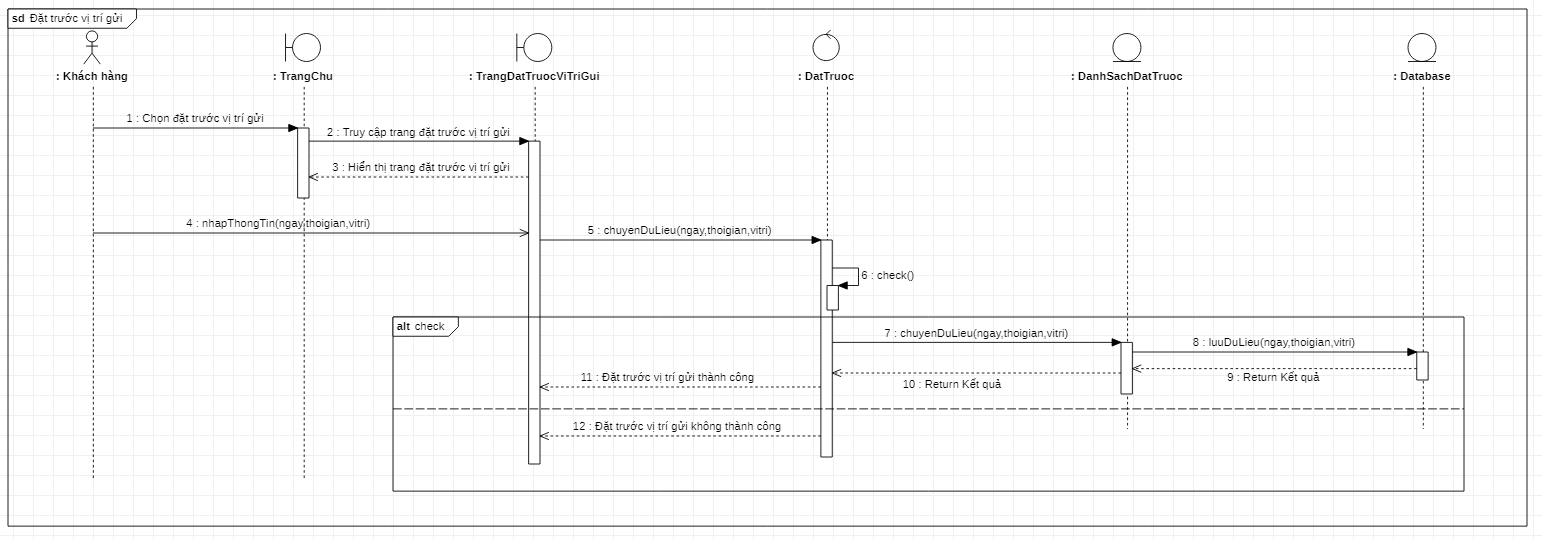 sd Đặt trước vị trí gửi
: Khách hàng
: TrangChu
: TrangDatTruocViTriGui
: DatTruoc
: DanhSachDatTruoc
: Database
1 : Chọn đặt trước vị trí gửi
2 : Truy cập trang đặt trước vị trí gửi
3 : Hiển thị trang đặt trước vị trí gửi
4 : nhapThongTin(ngay,thoigian,vitri)
5 : chuyenDuLieu(ngay,thoigian,vitri)
6 : check()
alt check
7 : chuyenDuLieu(ngay,thoigian,vitri)
8 : luuDuLieu(ngay,thoigian,vitri)
9 : Return Kết quả
10 : Return Kết quả
11 : Đặt trước vị trí gửi thành công
12 : Đặt trước vị trí gửi không thành công